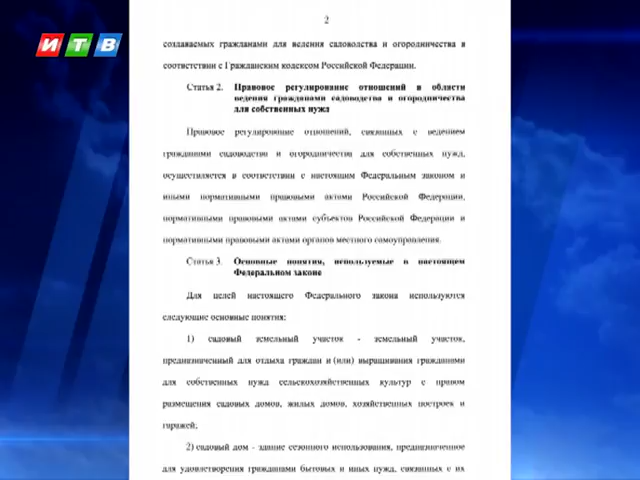 2
ИТВ
создаваемых гражданами для ведения садоводства и огородничества в
соответствии с Гражданским кодексом Российской Федерации.
Статья 2. Правовое регулирование отношений в области
ведения гражданами садоводства и огородничества
для собственных нужд
Правовое регулирование отношений, связанных с ведением
гражданами садоводства и огородничества для собственных нужд,
осуществляется в соответствии с настоящим Федеральным законом и
иными нормативными правовыми актами Российской Федерации,
нормативными правовыми актами субъектов Российской Федерации и
нормативными правовыми актами органов местного самоуправления.
Статья 3. Основные понятия, используемые в настоящем
Федеральном законе
Для целей настоящего Федерального закона используются
следующие основные понятия:
1) садовый земельный участок - земельный участок,
предназначенный для отдыха граждан и (или) выращивания гражданами
для собственных нужд сельскохозяйственных культур с правом
размещения садовых домов, жилых домов, хозяйственных построек и
гаражей;
2) садовый дом - здание сезонного использования, предназначенное
для удовлетворения гражданами бытовых и иных нужд, связанных с их